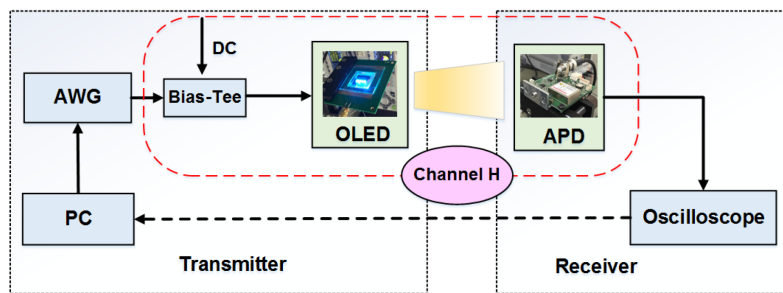 DC
AWG
Bias-Tee
OLED
APD
Channel H
PC
Oscilloscope
Transmitter
Receiver